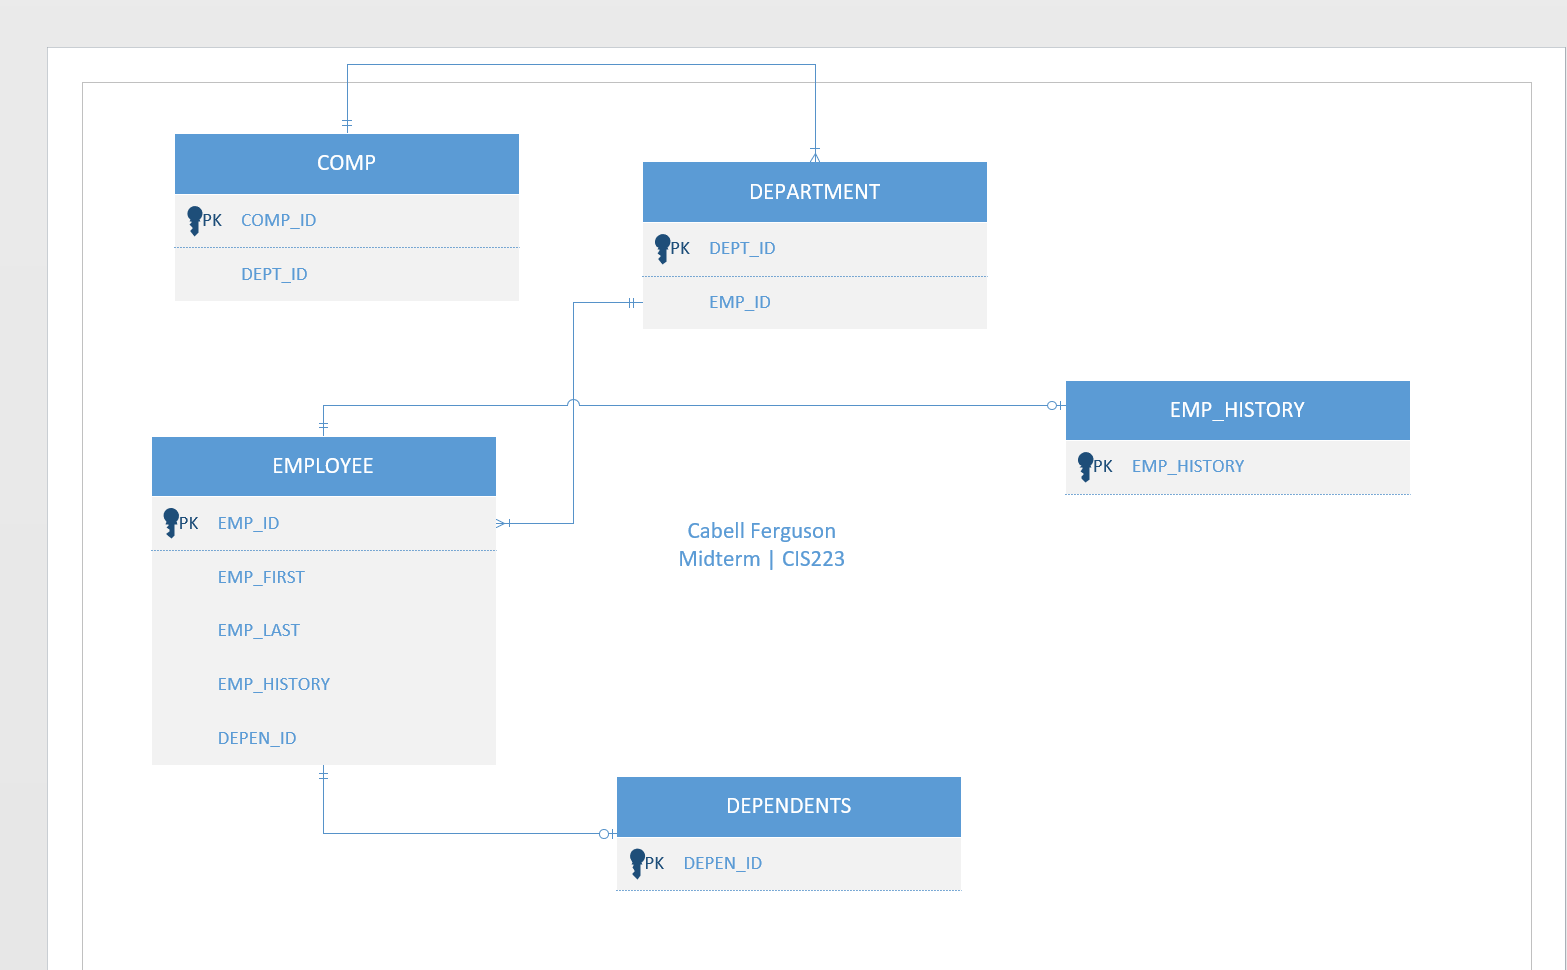 COMP
PK COMP_ID
DEPT_ID
DEPARTMENT
PK DEPT_ID
EMP_ID
EMP_HISTORY
PK EMP_HISTORY
EMPLOYEE
PK EMP_ID
EMP_FIRST
EMP_LAST
EMP_HISTORY
DEPEN_ID
Cabell Ferguson
Midterm | CIS223
DEPENDENTS
PK DEPEN_ID